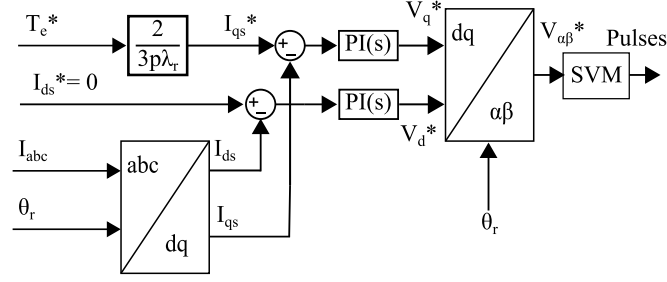 Te*
2
3pλr
Iqs*
+
−
PI(s)
Vq*
dq
αβ
Vαβ*
Pulses
SVM
Ids*= 0
+
−
PI(s)
Vd*
Iabc
abc
dq
Ids
θr
Iqs
θr